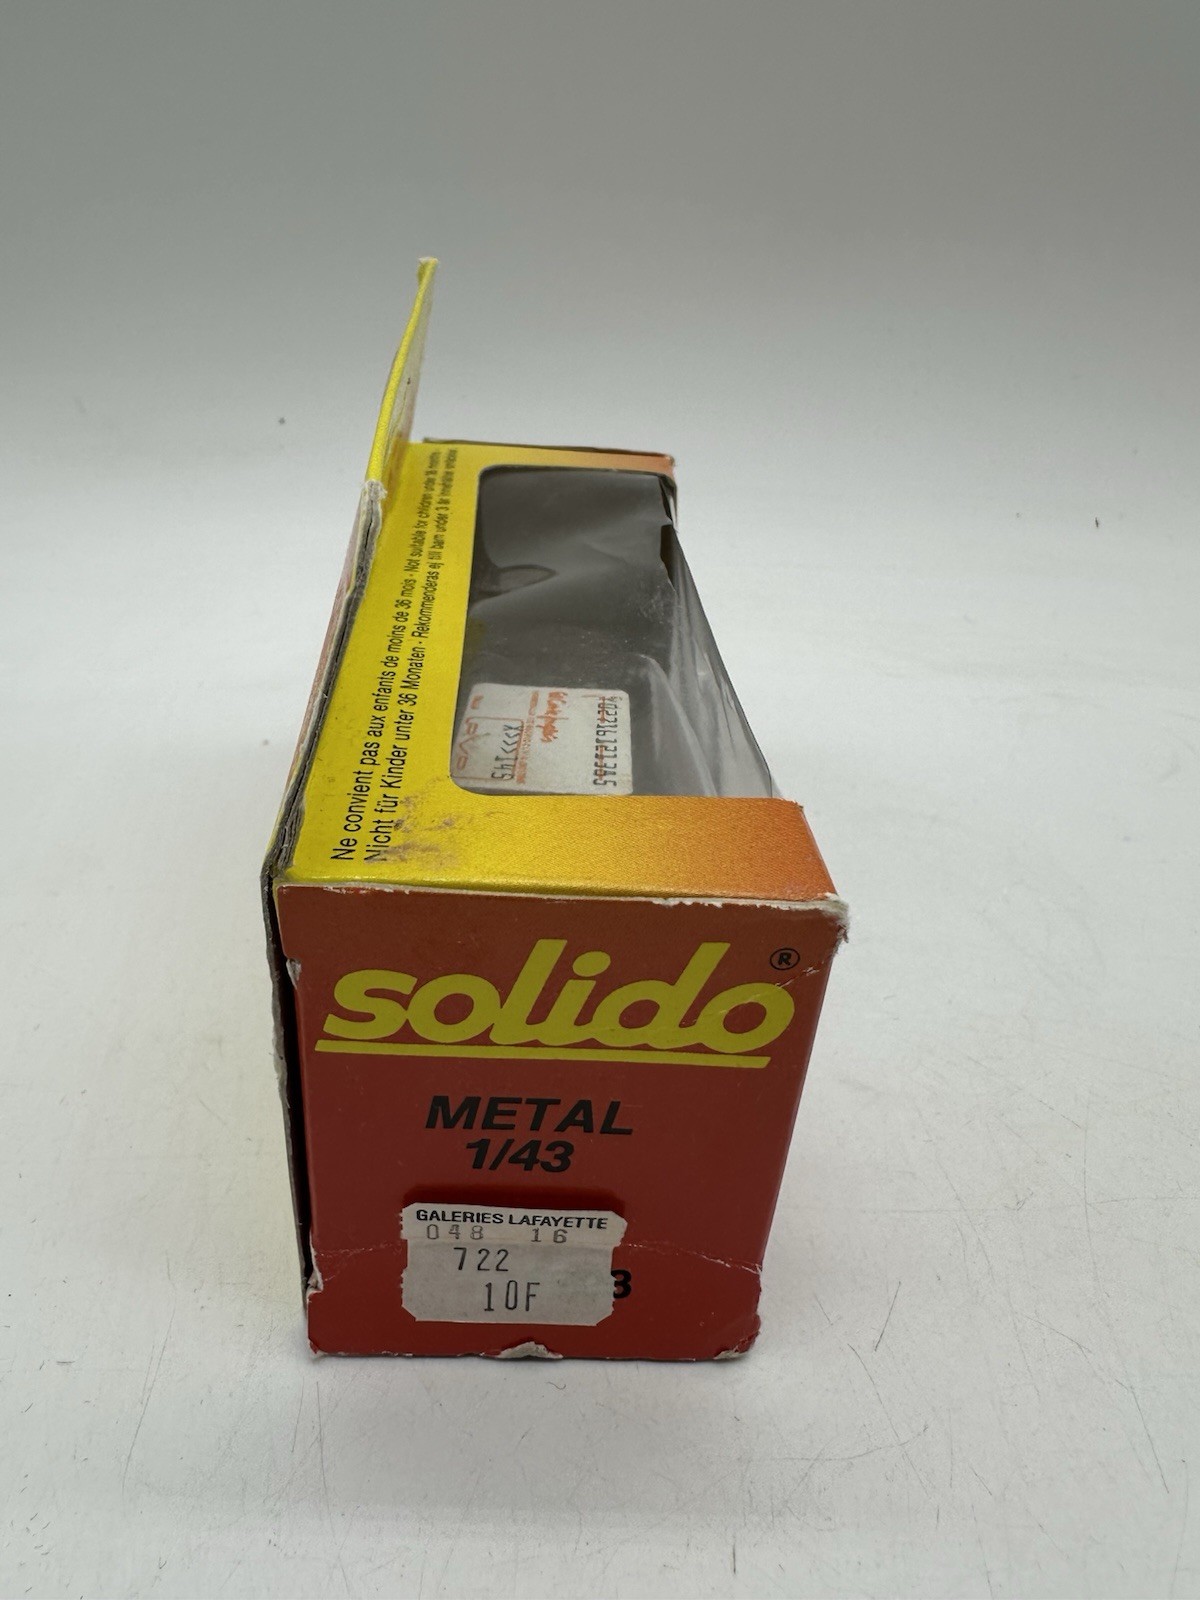 Ne convient pas aux enfants de moins de 36 mois - Not suitable for children under 36 months -
Nicht für Kinder unter 36 Monaten - Rekommenderas ej till barn under 3 år
solido®
METAL
1/43
GALERIES LAFAYETTE
048 16
722
10F
3